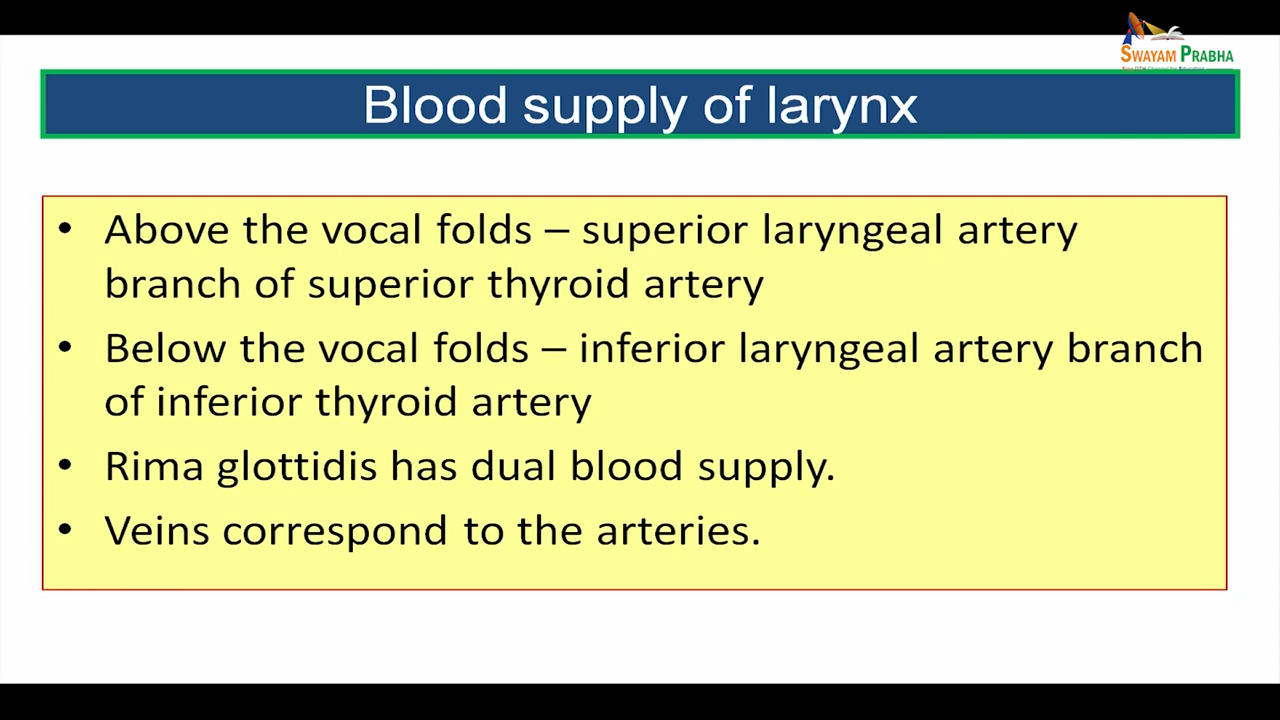 SWAYAM PRABHA
Blood supply of larynx
• Above the vocal folds – superior laryngeal artery
branch of superior thyroid artery
• Below the vocal folds – inferior laryngeal artery branch
of inferior thyroid artery
• Rima glottidis has dual blood supply.
• Veins correspond to the arteries.